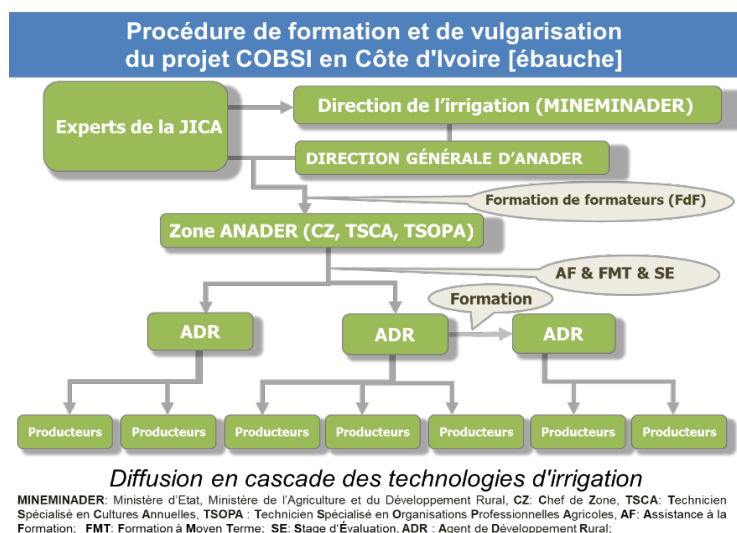 Procédure de formation et de vulgarisation
du projet COBSI en Côte d'Ivoire [ébauche]
Experts de la JICA
Direction de l'irrigation (MINEMINADER)
DIRECTION GÉNÉRALE D'ANADER
Formation de formateurs (FdF)
Zone ANADER (CZ, TSCA, TSOPA)
AF & FMT & SE
Formation
ADR
ADR
ADR
Producteurs
Producteurs
Producteurs
Producteurs
Producteurs
Producteurs
Producteurs
Diffusion en cascade des technologies d'irrigation
MINEMINADER: Ministère d'Etat, Ministère de l'Agriculture et du Développement Rural, CZ: Chef de Zone, TSCA: Technicien
Spécialisé en Cultures Annuelles, TSOPA : Technicien Spécialisé en Organisations Professionnelles Agricoles, AF: Assistance à la
Formation; FMT: Formation à Moyen Terme; SE: Stage d'Évaluation, ADR : Agent de Développement Rural;